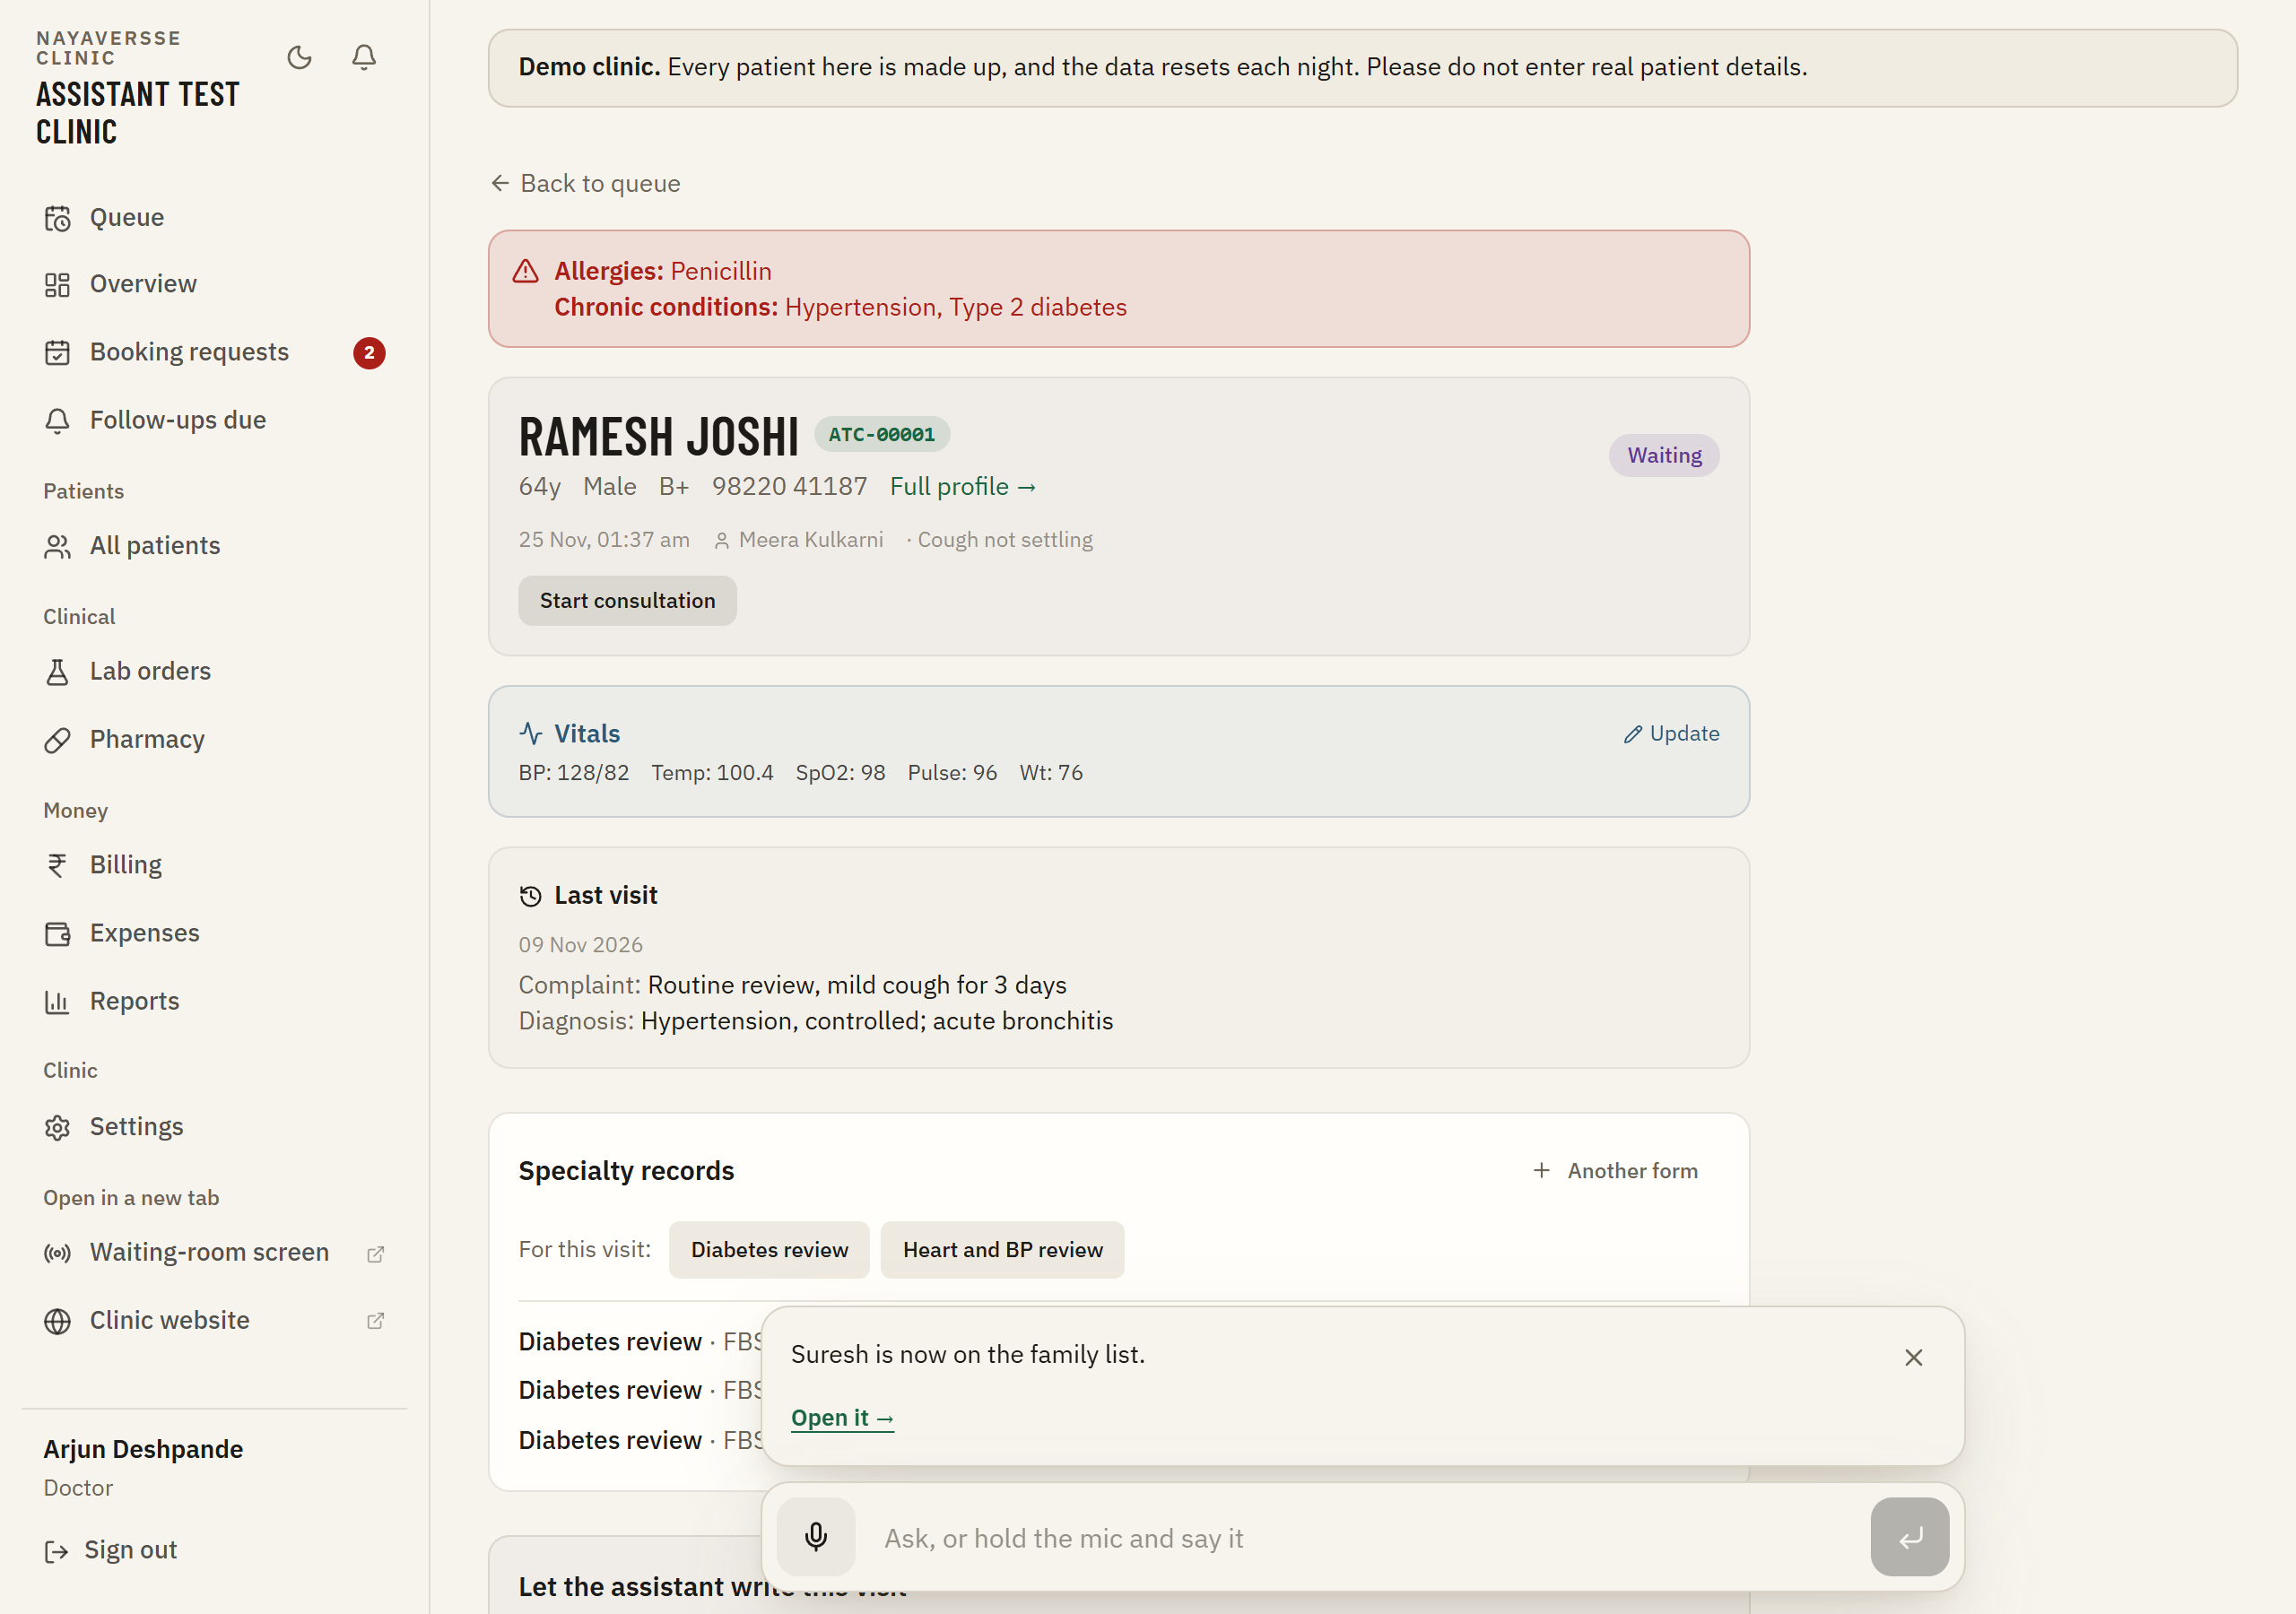 NAYAVERSSE
CLINIC
ASSISTANT TEST
CLINIC
Queue
Overview
Booking requests 2
Follow-ups due
Patients
All patients
Clinical
Lab orders
Pharmacy
Money
Billing
Expenses
Reports
Clinic
Settings
Open in a new tab
Waiting-room screen
Clinic website
Arjun Deshpande
Doctor
Sign out
Demo clinic. Every patient here is made up, and the data resets each night. Please do not enter real patient details.
← Back to queue
Allergies: Penicillin
Chronic conditions: Hypertension, Type 2 diabetes
RAMESH JOSHI ATC-00001
Waiting
64y Male B+ 98220 41187 Full profile →
25 Nov, 01:37 am Meera Kulkarni · Cough not settling
Start consultation
Vitals
Update
BP: 128/82 Temp: 100.4 SpO2: 98 Pulse: 96 Wt: 76
Last visit
09 Nov 2026
Complaint: Routine review, mild cough for 3 days
Diagnosis: Hypertension, controlled; acute bronchitis
Specialty records
+ Another form
For this visit: Diabetes review Heart and BP review
Diabetes review · FBS
Diabetes review · FBS
Diabetes review · FBS
Suresh is now on the family list.
Open it →
Ask, or hold the mic and say it
Let the assistant write this visit